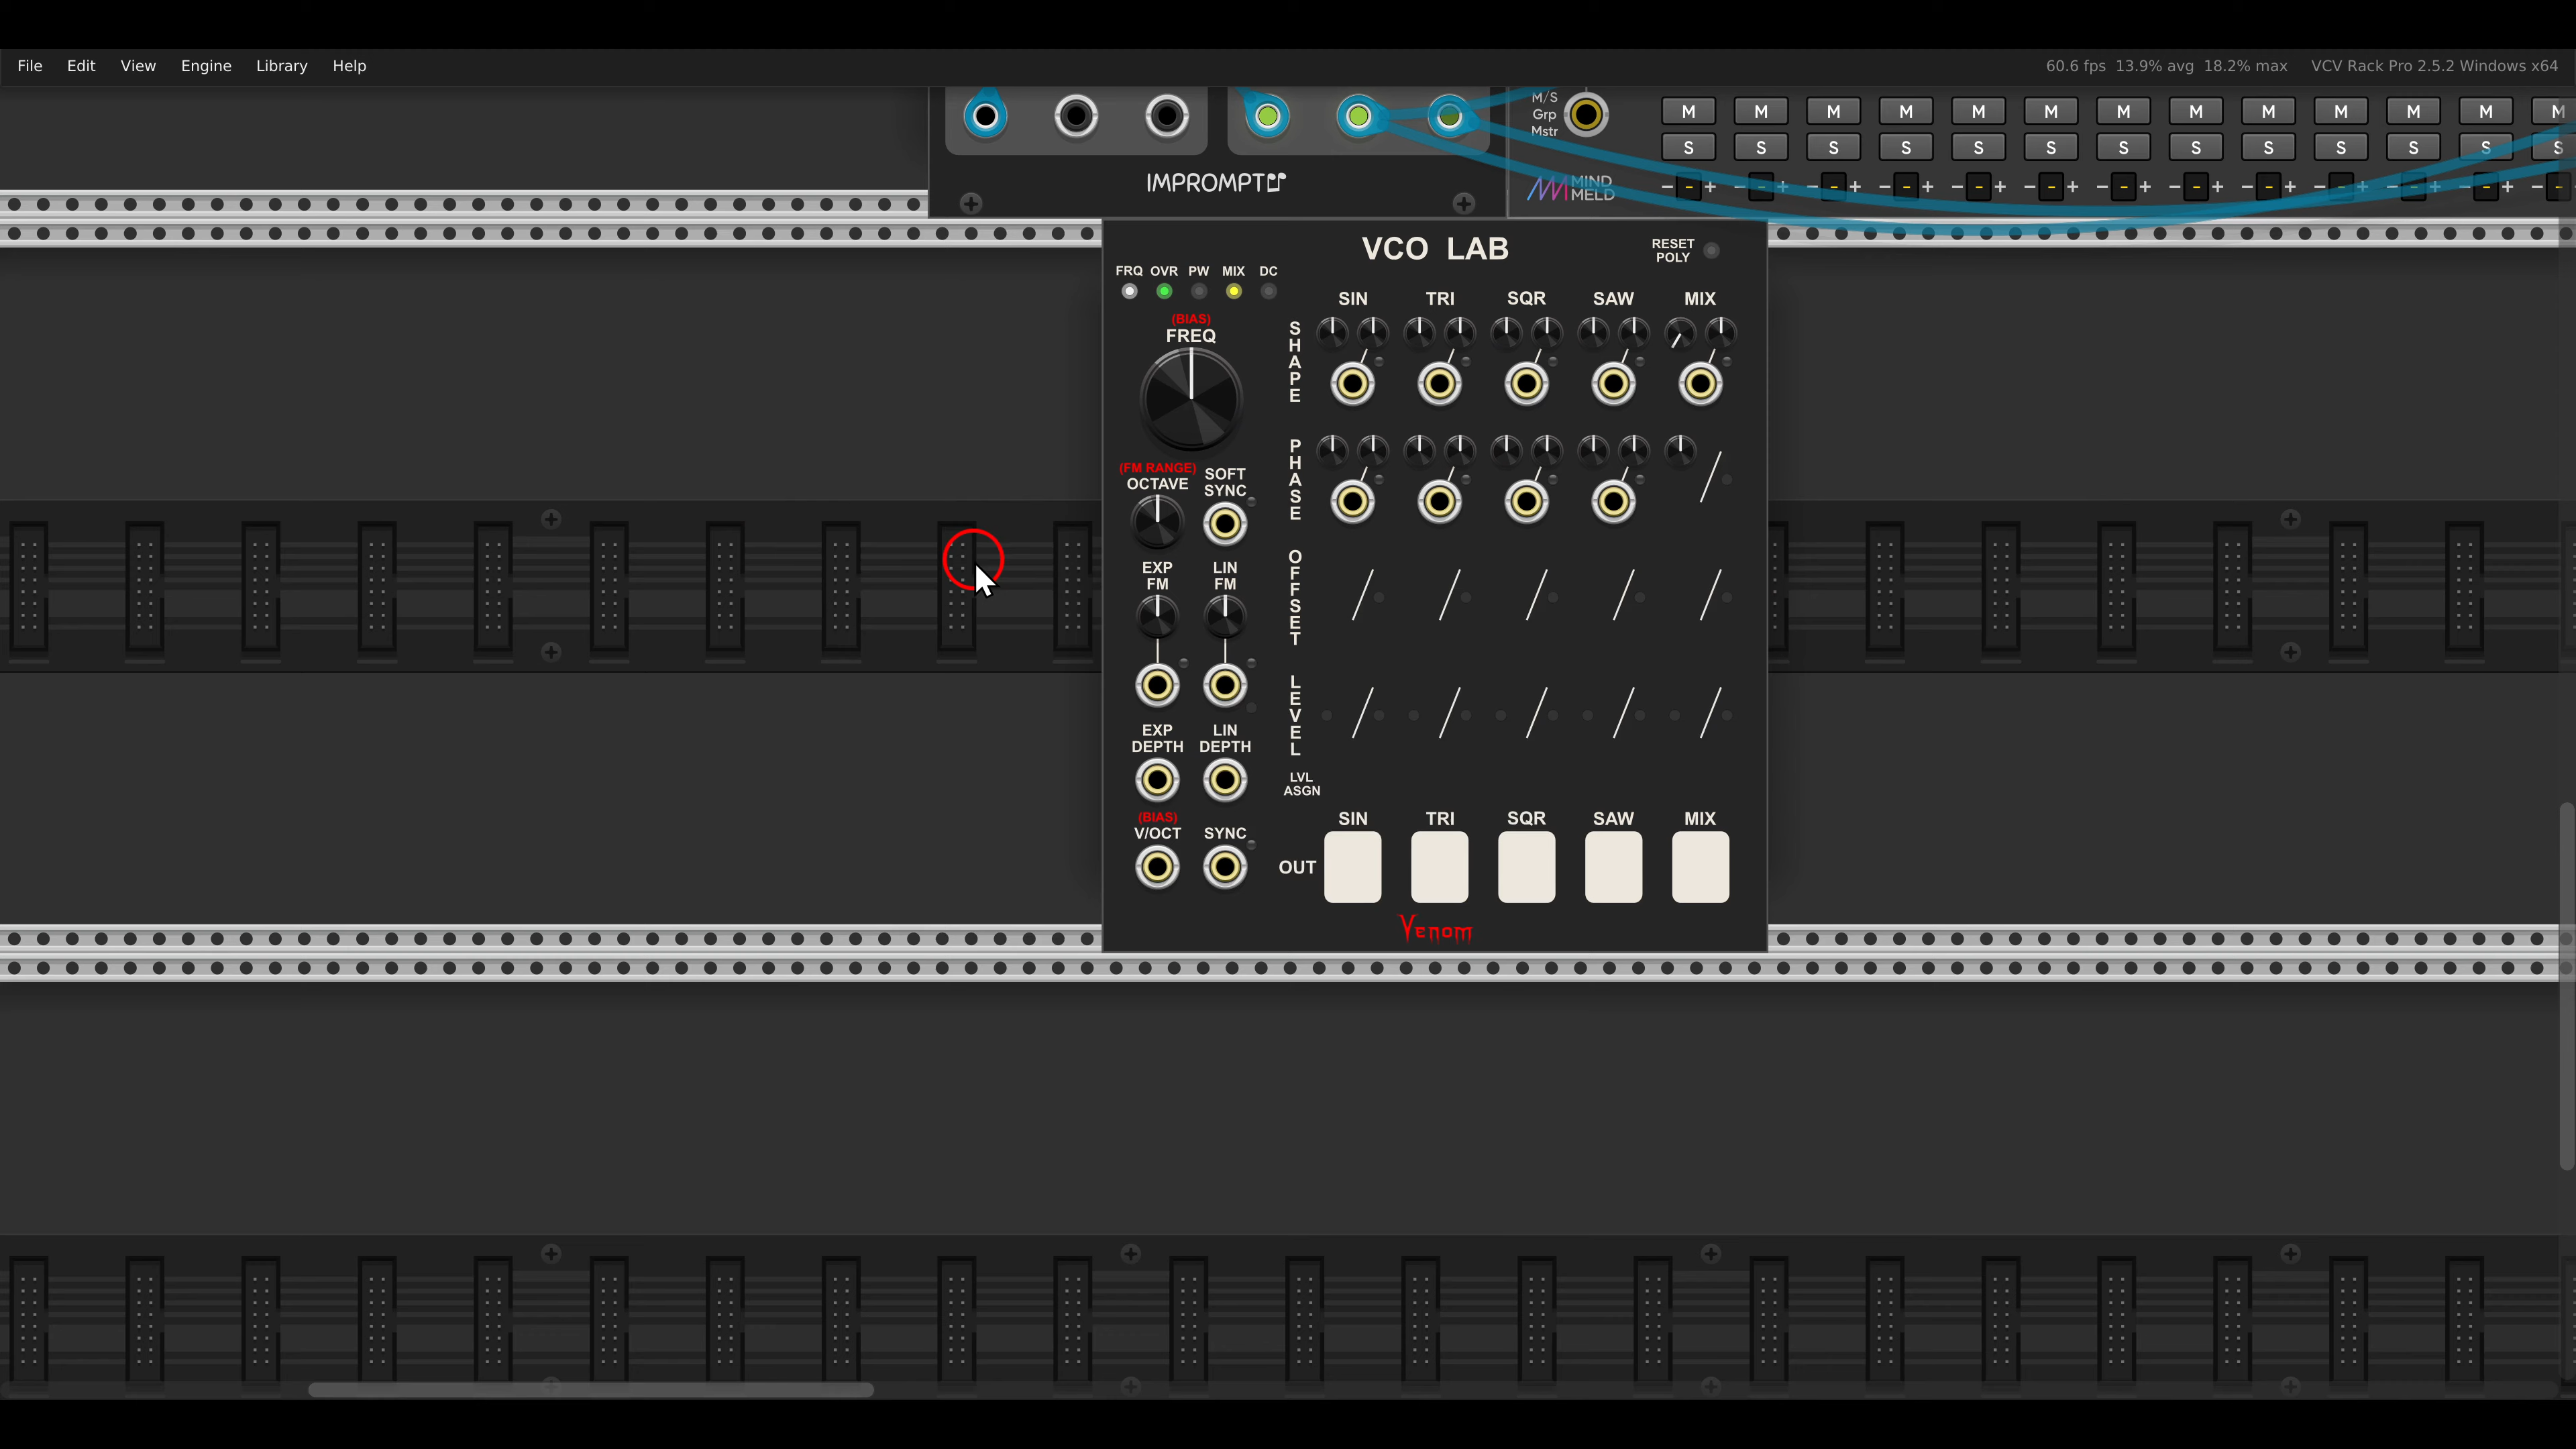 File Edit View Engine Library Help
60.6 fps 13.9% avg 18.2% max VCV Rack Pro 2.5.2 Windows x64
M/S
Grp
Mstr
M M M M M M M M M M M M M
S S S S S S S S S S S S S
- - + - - + - - + - - + - - + - - + - - + - - + - - + - - + - - + - - + - -
IMPROMPTU
MIND
MELD
VCO LAB
RESET
POLY
FRQ OVR PW MIX DC
SIN TRI SQR SAW MIX
(BIAS)
FREQ
SHAPE
PHASE
(FM RANGE)
OCTAVE
SOFT
SYNC
OFFSET
EXP
FM
LIN
FM
LEVEL
EXP
DEPTH
LIN
DEPTH
LVL
ASGN
(BIAS)
V/OCT
SYNC
SIN TRI SQR SAW MIX
OUT
Venom